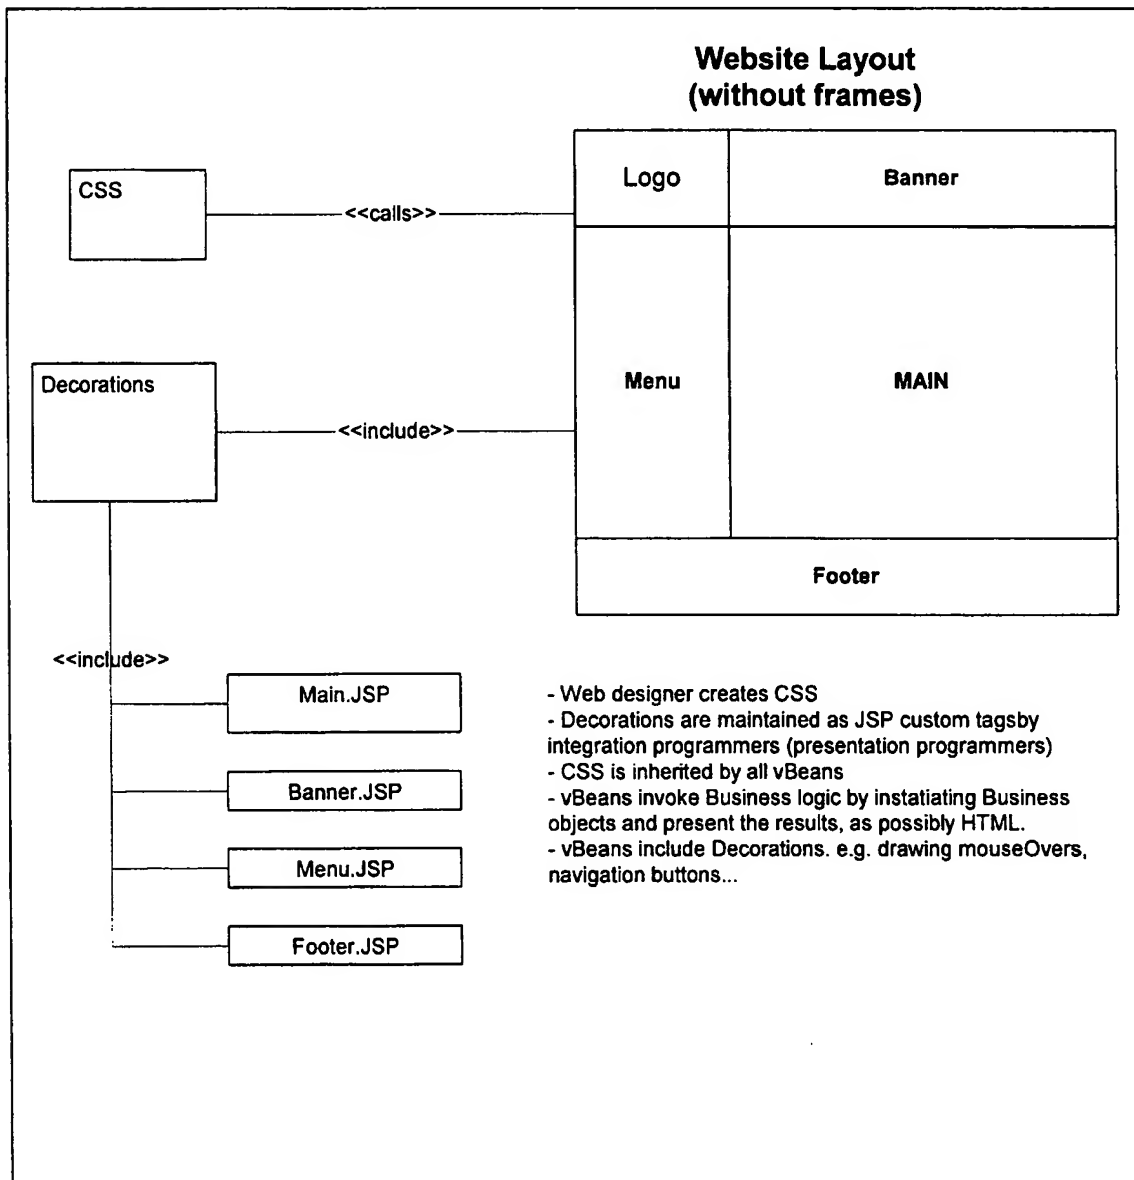 Website Layout
(without frames)
CSS
<<calls>>
Logo
Banner
Decorations
<<include>>
Menu
MAIN
Footer
<<include>>
Main.JSP
Banner.JSP
Menu.JSP
Footer.JSP
- Web designer creates CSS
- Decorations are maintained as JSP custom tagsby
integration programmers (presentation programmers)
- CSS is inherited by all vBeans
- vBeans invoke Business logic by instatiating Business
objects and present the results, as possibly HTML.
- vBeans include Decorations. e.g. drawing mouseOvers,
navigation buttons...